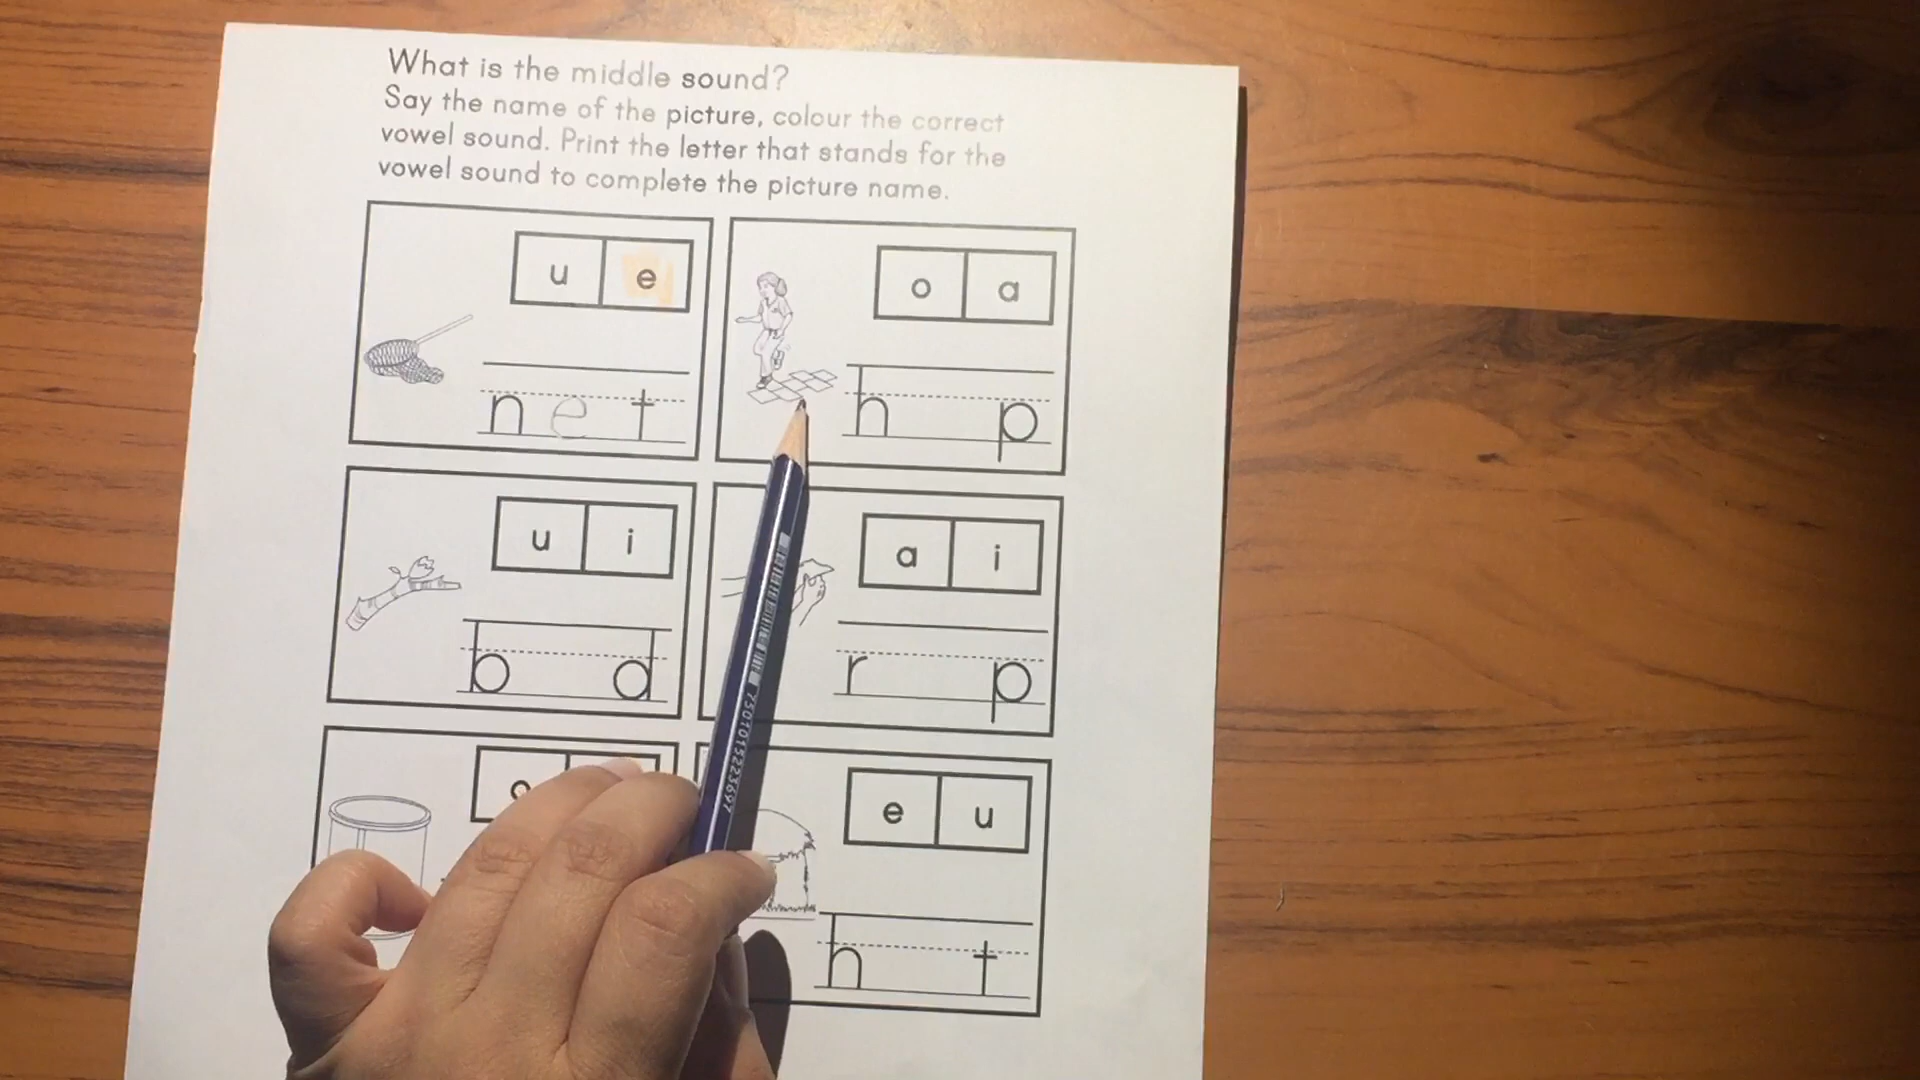 What is the middle sound?
Say the name of the picture, colour the correct
vowel sound. Print the letter that stands for the
vowel sound to complete the picture name.
u e
n e t
o a
h p
u i
b d
a i
r p
e u
h t
7501015223697